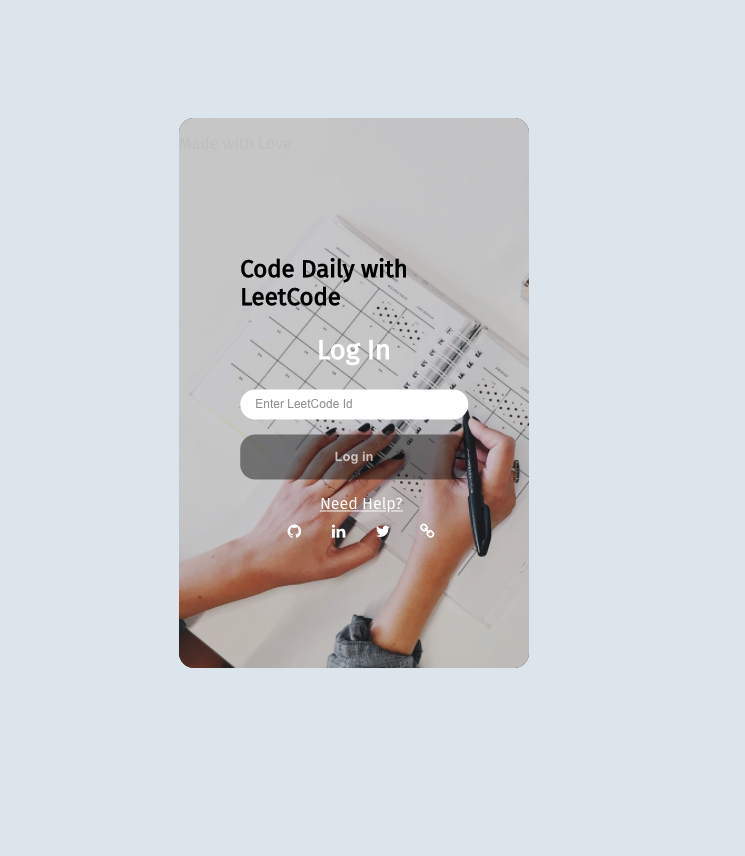 Made with Love
Code Daily with
LeetCode
Log In
Enter LeetCode Id
Log in
Need Help?